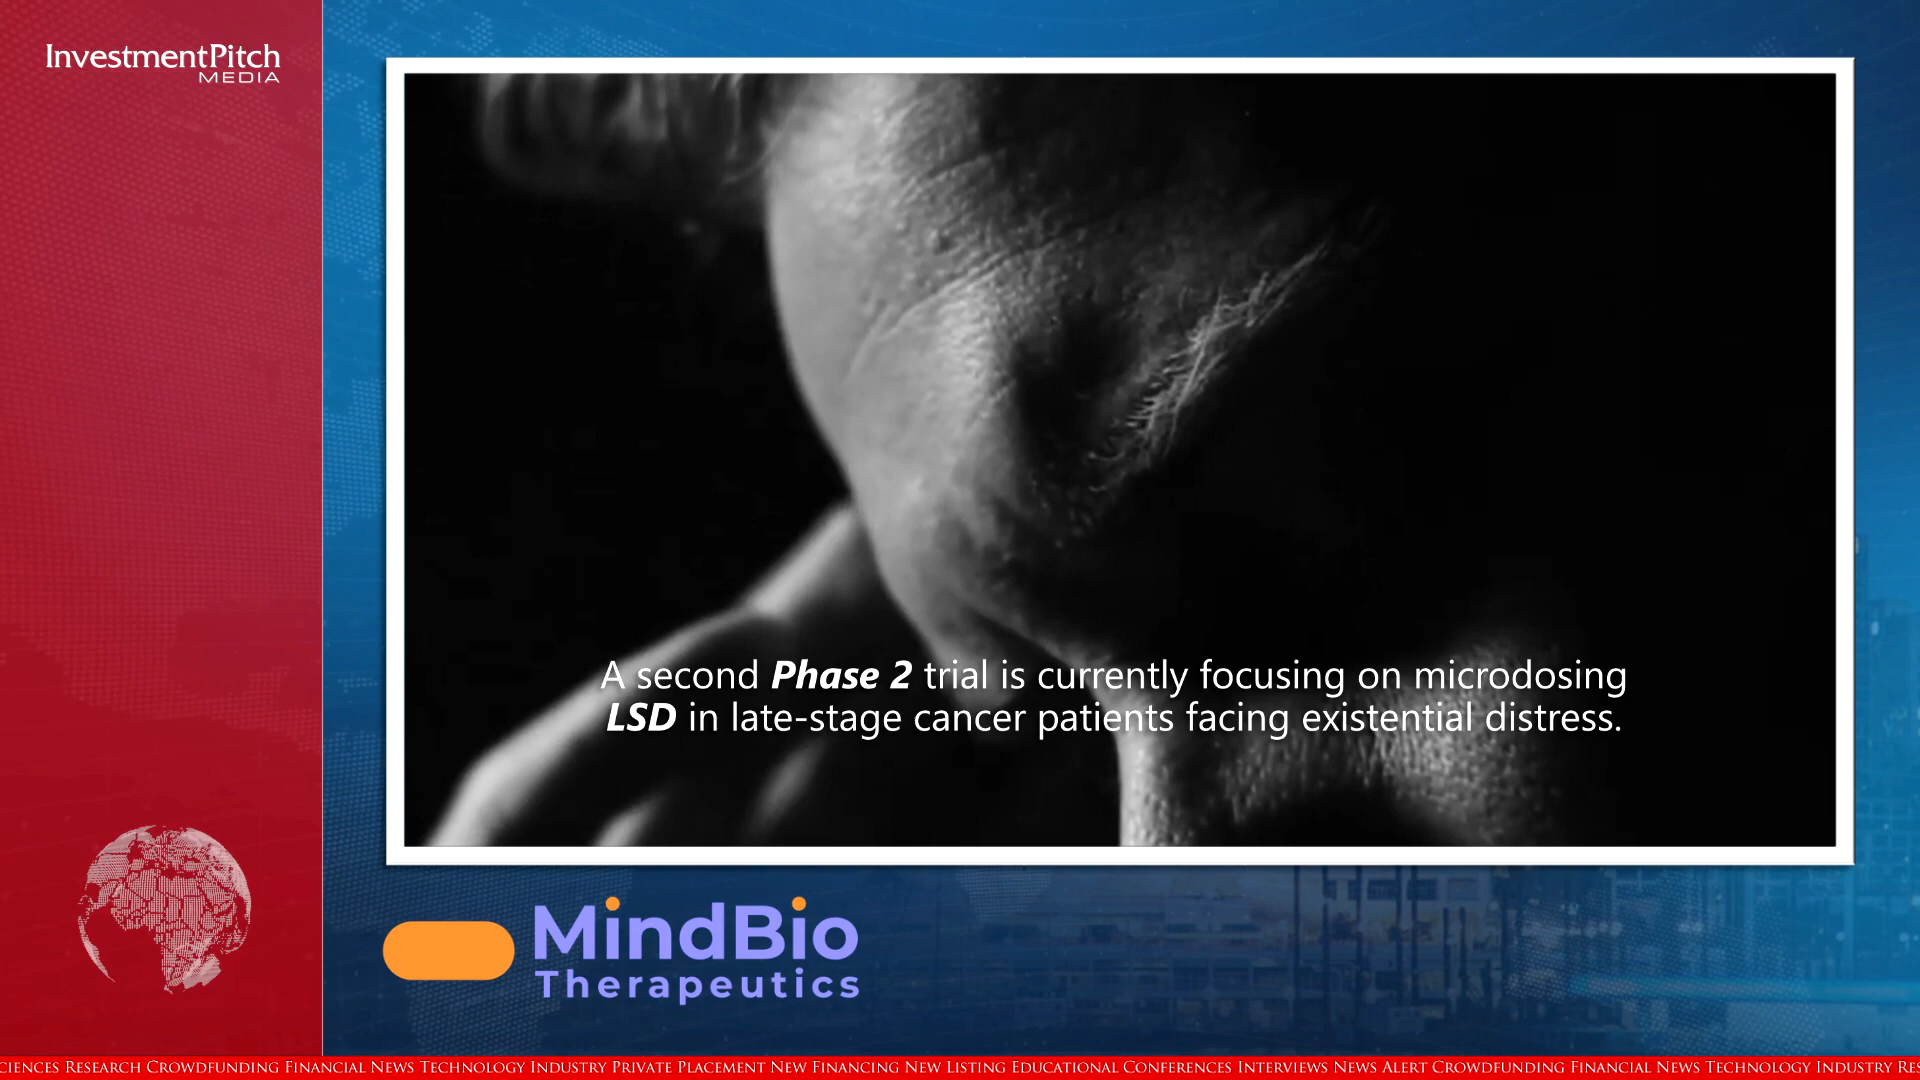 InvestmentPitch
MEDIA
A second Phase 2 trial is currently focusing on microdosing
LSD in late-stage cancer patients facing existential distress.
MindBio
Therapeutics
RESEARCH CROWDFUNDING FINANCIAL NEWS TECHNOLOGY INDUSTRY PRIVATE PLACEMENT NEW FINANCING NEW LISTING EDUCATIONAL CONFERENCES INTERVIEWS NEWS ALERT CROWDFUNDING FINANCIAL NEWS TECHNOLOGY INDUSTRY